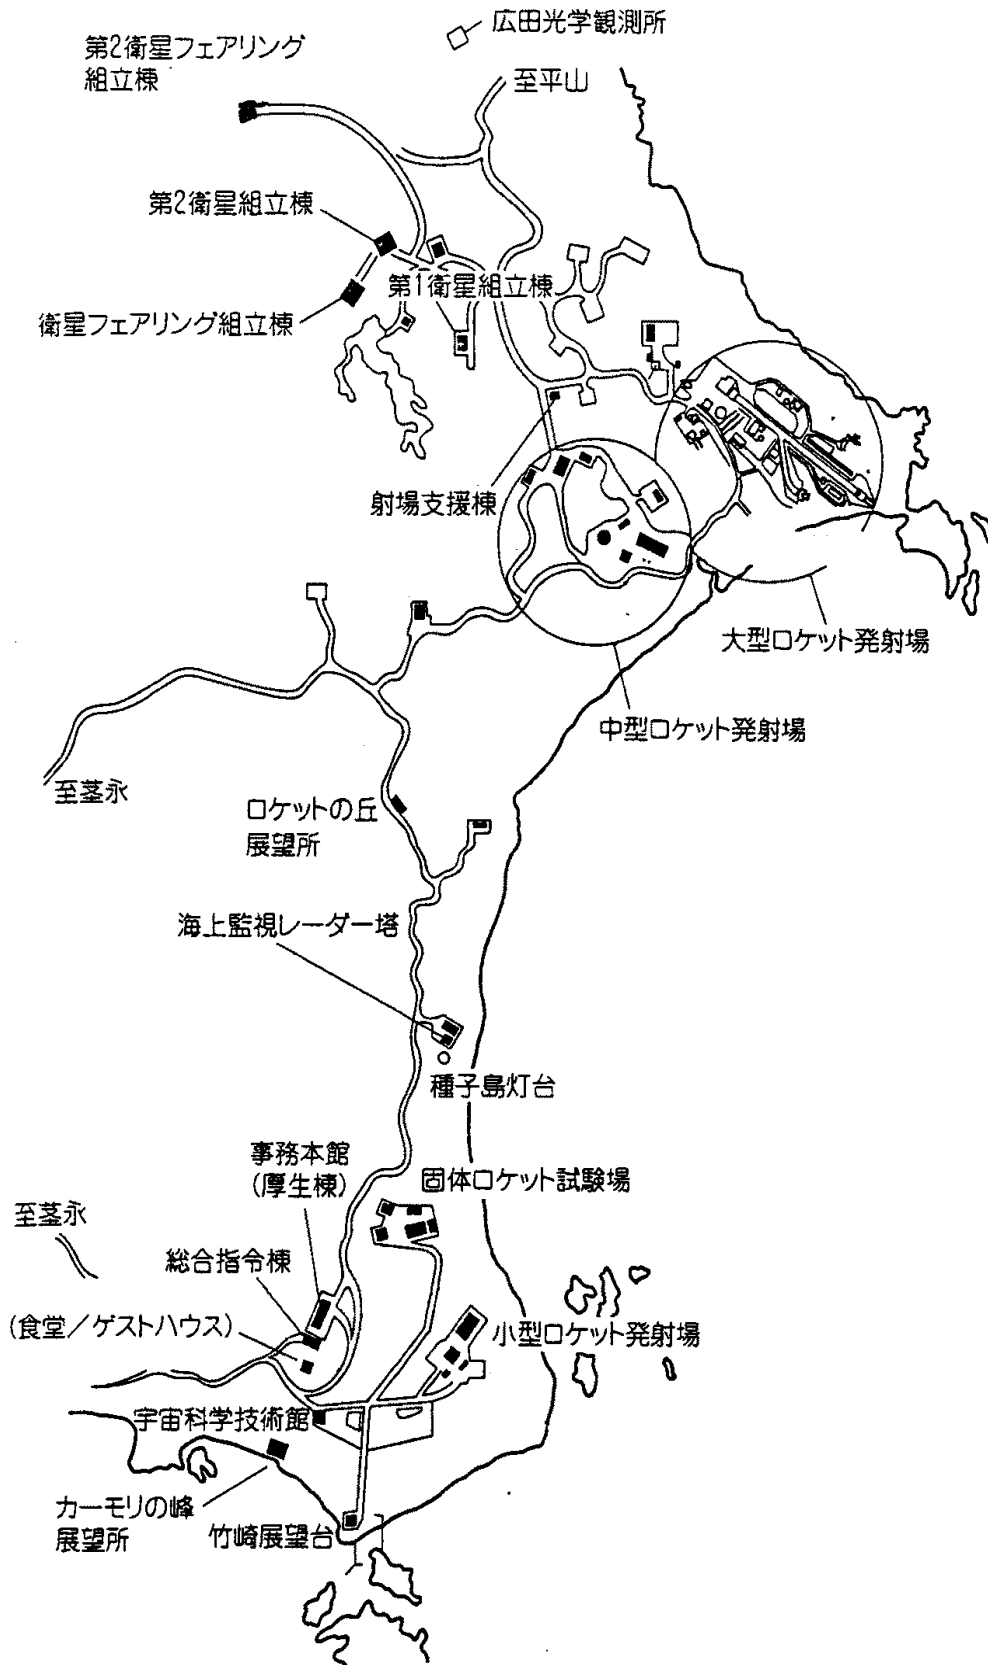 広田光学観測所
第2衛星フェアリング
組立棟
至平山
第2衛星組立棟
第1衛星組立棟
衛星フェアリング組立棟
射場支援棟
大型ロケット発射場
中型ロケット発射場
至茎永
ロケットの丘
展望所
海上監視レーダー塔
種子島灯台
事務本館
(厚生棟)
固体ロケット試験場
至茎永
総合指令棟
(食堂／ゲストハウス)
小型ロケット発射場
宇宙科学技術館
カーモリの峰
展望所
竹崎展望台